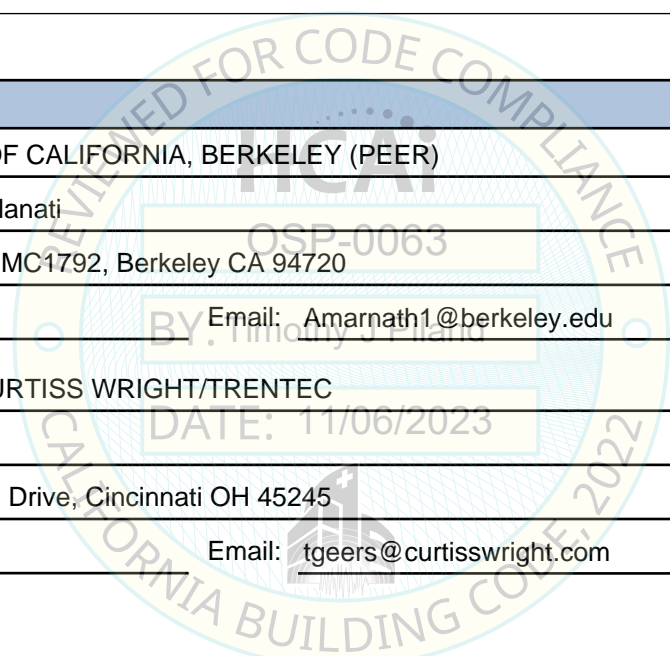 REVIEWED FOR CODE COMPLIANCE
HCAi
OF CALIFORNIA, BERKELEY (PEER)
lanati
OSP-0063
MC1792, Berkeley CA 94720
BY: Timothy J Piland
Email: Amarnath1@berkeley.edu
URTISS WRIGHT/TRENTEC
DATE: 11/06/2023
Drive, Cincinnati OH 45245
Email: tgeers@curtisswright.com
CALIFORNIA BUILDING CODE, 2022